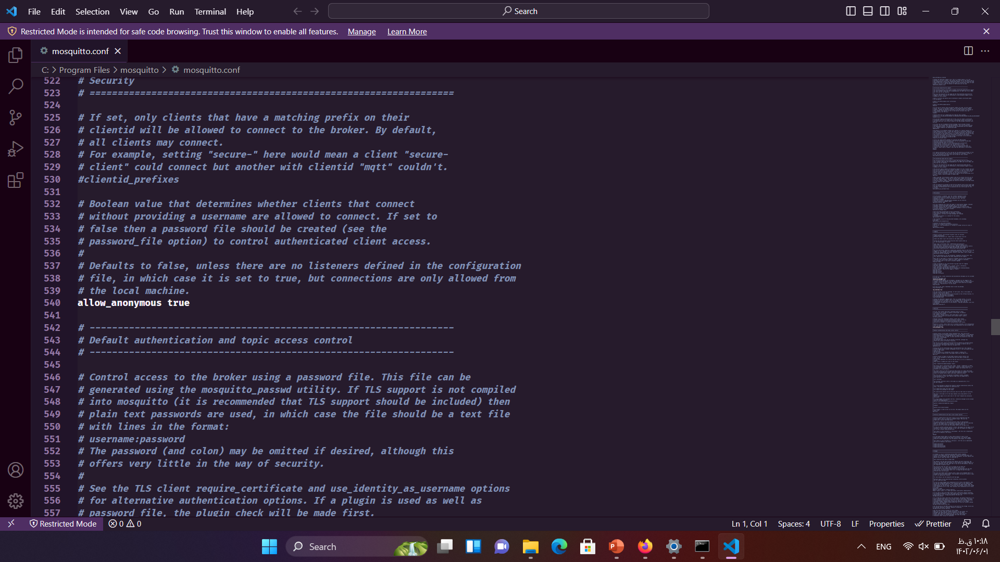 File Edit Selection View Go Run Terminal Help
Search
Restricted Mode is intended for safe code browsing. Trust this window to enable all features. Manage Learn More
mosquitto.conf
C: > Program Files > mosquitto > mosquitto.conf
522 # Security
523 # =================================================================
524
525 # If set, only clients that have a matching prefix on their
526 # clientid will be allowed to connect to the broker. By default,
527 # all clients may connect.
528 # For example, setting "secure-" here would mean a client "secure-
529 # client" could connect but another with clientid "mqtt" couldn't.
530 #clientid_prefixes
531
532 # Boolean value that determines whether clients that connect
533 # without providing a username are allowed to connect. If set to
534 # false then a password file should be created (see the
535 # password_file option) to control authenticated client access.
536 #
537 # Defaults to false, unless there are no listeners defined in the configuration
538 # file, in which case it is set to true, but connections are only allowed from
539 # the local machine.
540 allow_anonymous true
541
542 # -----------------------------------------------------------------
543 # Default authentication and topic access control
544 # -----------------------------------------------------------------
545
546 # Control access to the broker using a password file. This file can be
547 # generated using the mosquitto_passwd utility. If TLS support is not compiled
548 # into mosquitto (it is recommended that TLS support should be included) then
549 # plain text passwords are used, in which case the file should be a text file
550 # with lines in the format:
551 # username:password
552 # The password (and colon) may be omitted if desired, although this
553 # offers very little in the way of security.
554 #
555 # See the TLS client require_certificate and use_identity_as_username options
556 # for alternative authentication options. If a plugin is used as well as
557 # password_file, the plugin check will be made first.
Restricted Mode 0 0 Ln 1, Col 1 Spaces: 4 UTF-8 LF Properties Prettier
Search ENG
۱۰:۱۸ ق.ظ
۱۴۰۲/۰۶/۰۱